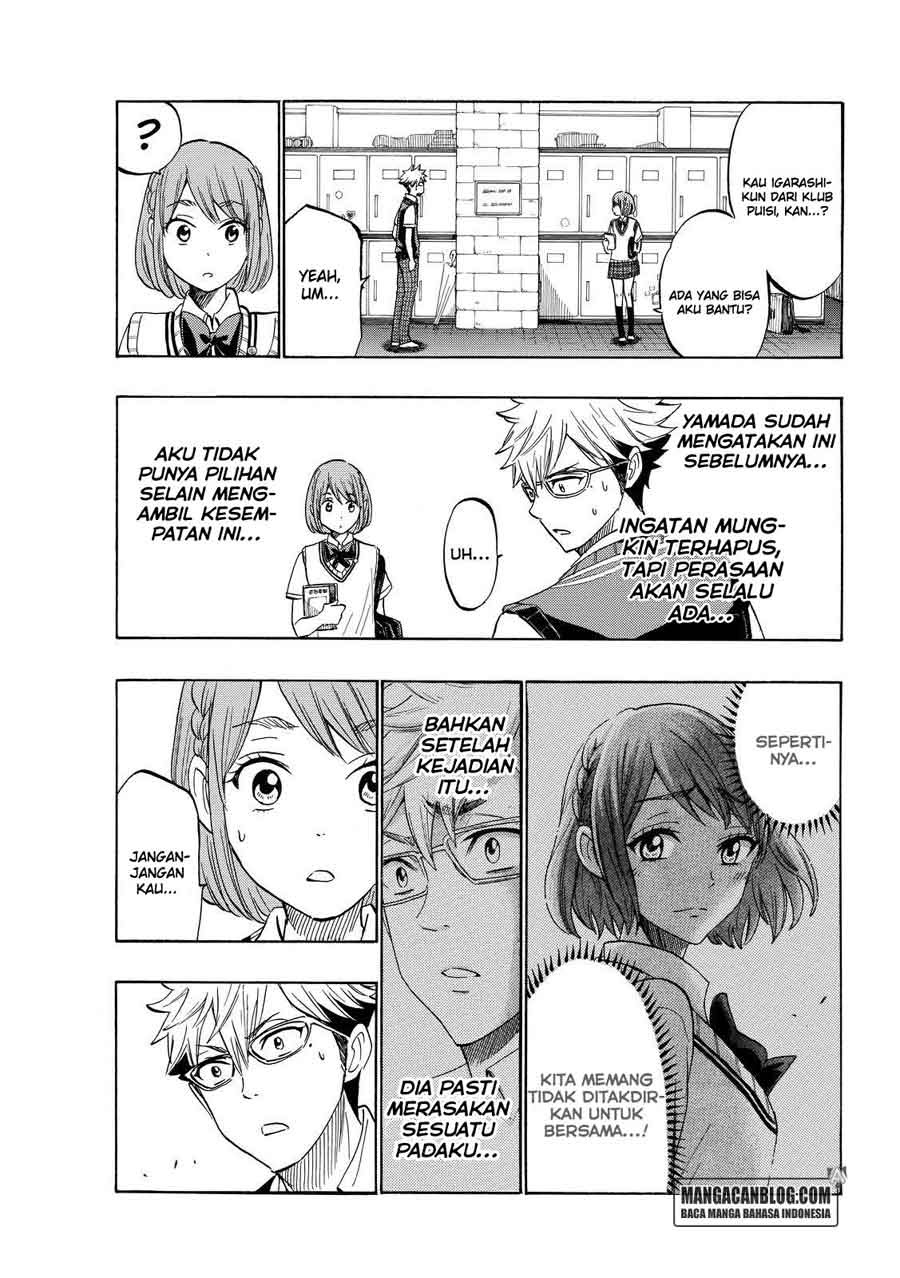 KAU IGARASHI-
KUN DARI KLUB
PUISI, KAN...?
ADA YANG BISA
AKU BANTU?
YEAH,
UM...
?
YAMADA SUDAH
MENGATAKAN INI
SEBELUMNYA...
INGATAN MUNG-
KIN TERHAPUS,
TAPI PERASAAN
AKAN SELALU
ADA...
UH...
AKU TIDAK
PUNYA PILIHAN
SELAIN MENG-
AMBIL KESEM-
PATAN INI...
SEPERTI-
NYA...
KITA MEMANG
TIDAK DITAKDIR-
KAN UNTUK
BERSAMA...!
BAHKAN
SETELAH
KEJADIAN
ITU...
DIA PASTI
MERASAKAN
SESUATU
PADAKU...
JANGAN-
JANGAN
KAU...
MANGACANBLOG.COM
BACA MANGA BAHASA INDONESIA